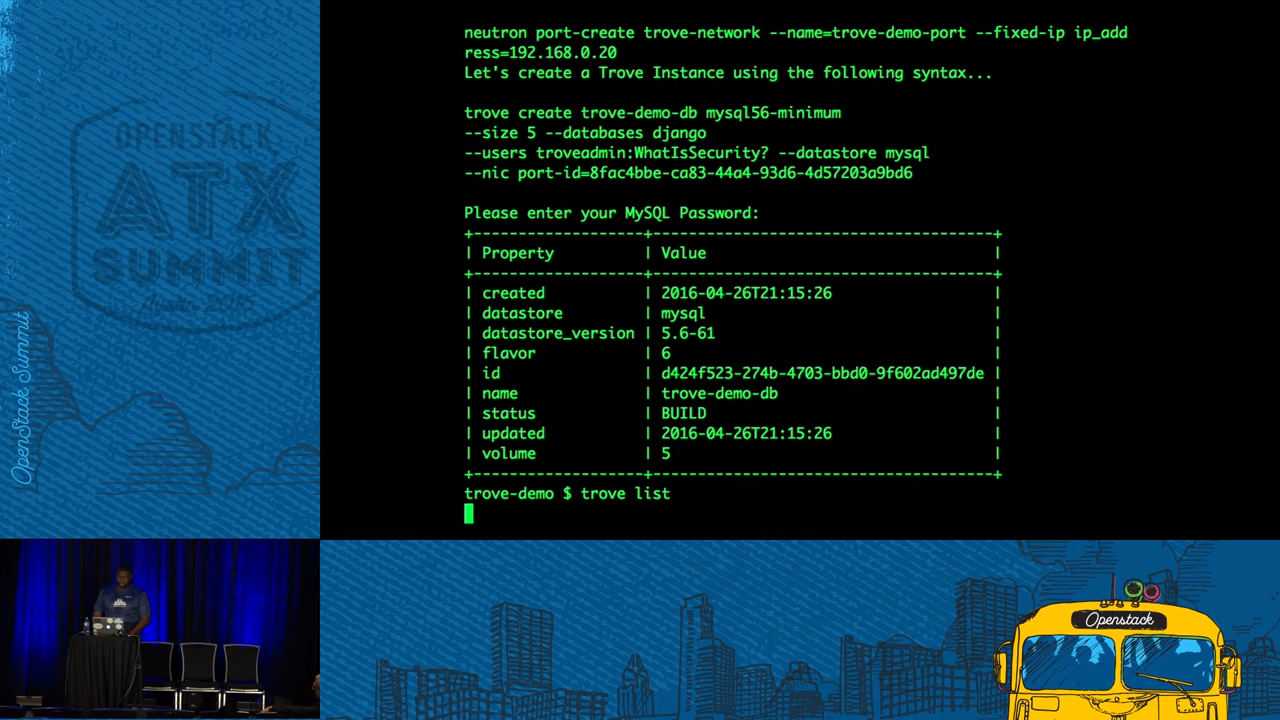 neutron port-create trove-network --name=trove-demo-port --fixed-ip ip_add
ress=192.168.0.20
Let's create a Trove Instance using the following syntax...
trove create trove-demo-db mysql56-minimum
--size 5 --databases django
--users troveadmin:WhatIsSecurity? --datastore mysql
--nic port-id=8fac4bbe-ca83-44a4-93d6-4d57203a9bd6
Please enter your MySQL Password:
+-------------------+--------------------------------------+
| Property          | Value                                |
+-------------------+--------------------------------------+
| created           | 2016-04-26T21:15:26                  |
| datastore         | mysql                                |
| datastore_version | 5.6-61                               |
| flavor            | 6                                    |
| id                | d424f523-274b-4703-bbd0-9f602ad497de |
| name              | trove-demo-db                        |
| status            | BUILD                                |
| updated           | 2016-04-26T21:15:26                  |
| volume            | 5                                    |
+-------------------+--------------------------------------+
trove-demo $ trove list
OPENSTACK
ATX
SUMMIT
Austin 2016
OpenStack Summit
Openstack